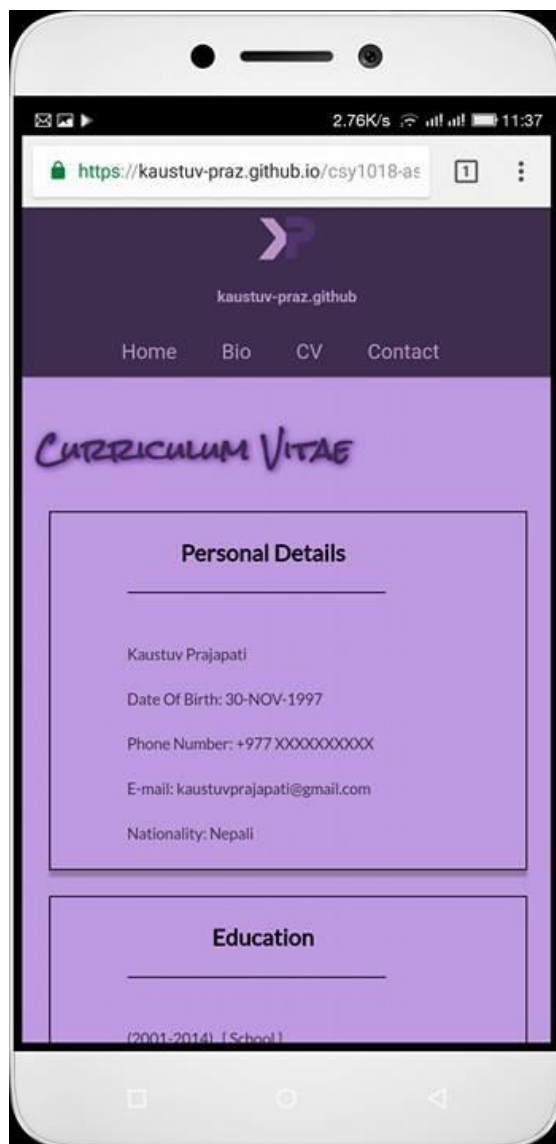 2.76K/s 11:37
https://kaustuv-praz.github.io/csy1018-as
1
XP
kaustuv-praz.github
Home Bio CV Contact
Curriculum Vitae
Personal Details
Kaustuv Prajapati
Date Of Birth: 30-NOV-1997
Phone Number: +977 XXXXXXXXXX
E-mail: kaustuvprajapati@gmail.com
Nationality: Nepali
Education
(2001-2014) [ School ]